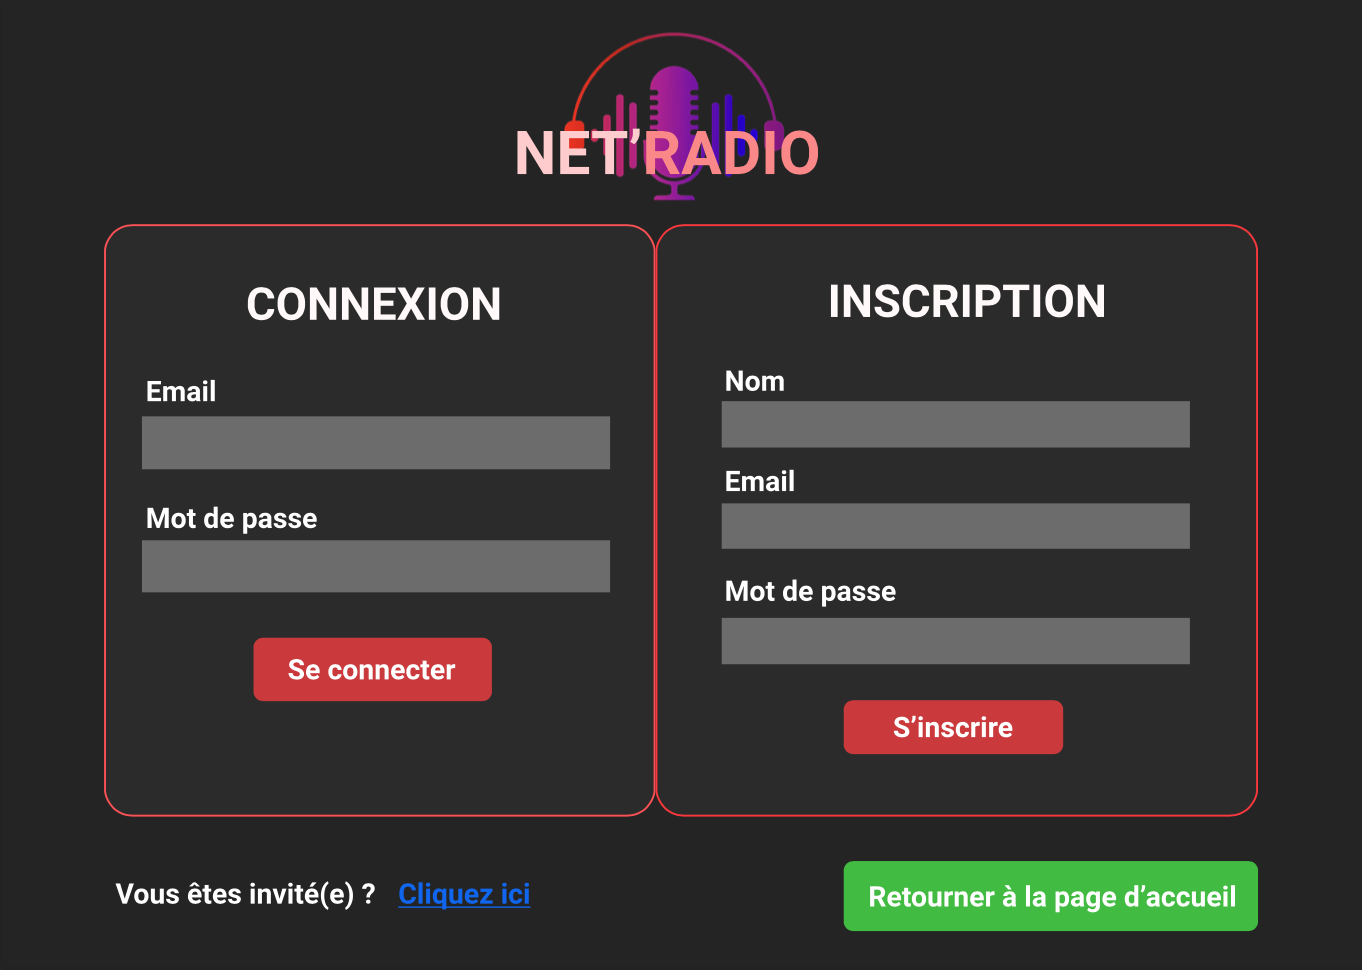 NET’RADIO
CONNEXION
Email
Mot de passe
Se connecter
INSCRIPTION
Nom
Email
Mot de passe
S’inscrire
Vous êtes invité(e) ? Cliquez ici
Retourner à la page d’accueil